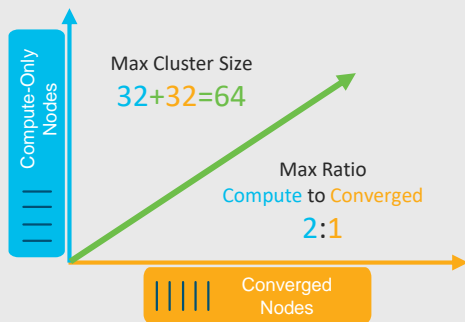 Compute-Only
Nodes
Max Cluster Size
32+32=64
Max Ratio
Compute to Converged
2:1
Converged
Nodes